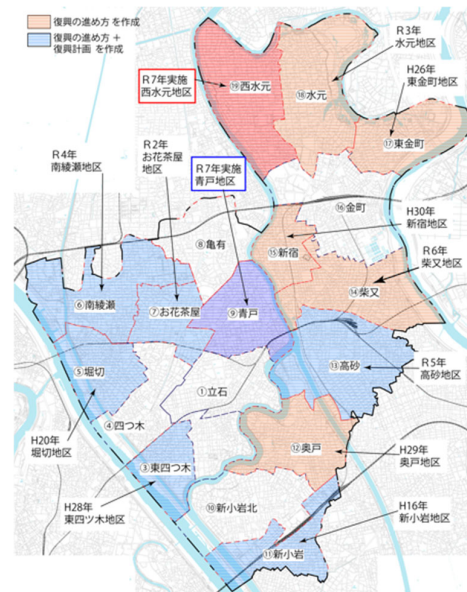 復興の進め方 を作成
復興の進め方 +
復興計画 を作成
R3年
水元地区
R7年実施
西水元地区
⑲西水元
⑱水元
H26年
東金町地区
⑰東金町
R4年
南綾瀬地区
R2年
お花茶屋
地区
R7年実施
青戸地区
⑯金町
H30年
新宿地区
⑧亀有
⑮新宿
R6年
柴又地区
⑭柴又
⑥南綾瀬
⑦お花茶屋
⑨青戸
⑤堀切
⑬高砂
①立石
R5年
高砂地区
④四つ木
H20年
堀切地区
⑫奥戸
③東四つ木
H29年
奥戸地区
H28年
東四ツ木地区
⑩新小岩北
H16年
新小岩地区
⑪新小岩